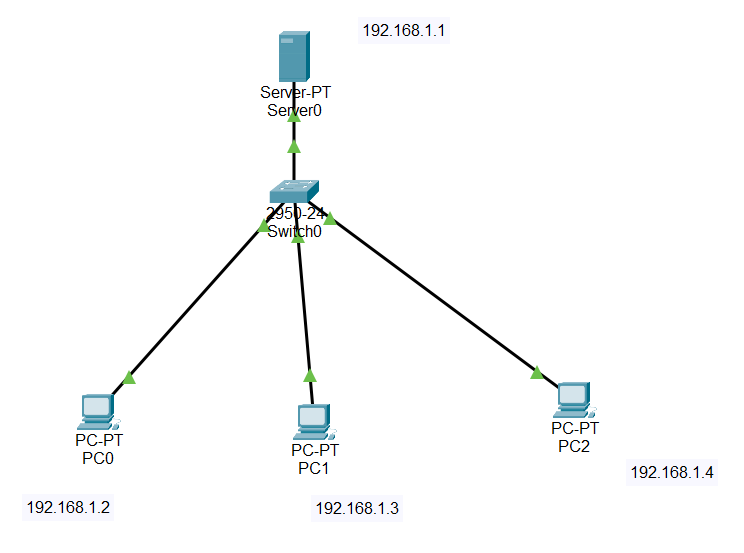 192.168.1.1
Server-PT
Server0
2950-24
Switch0
PC-PT
PC0
PC-PT
PC1
PC-PT
PC2
192.168.1.4
192.168.1.2
192.168.1.3